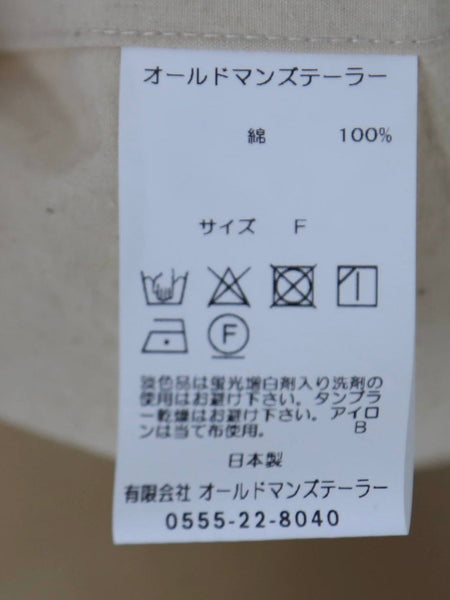 オールドマンズテーラー
綿 100%
サイズ F
F
淡色品は蛍光増白剤入り洗剤の
使用はお避け下さい。タンブラ
ー乾燥はお避け下さい。アイロ
ンは当て布使用。 B
日本製
有限会社 オールドマンズテーラー
0555-22-8040